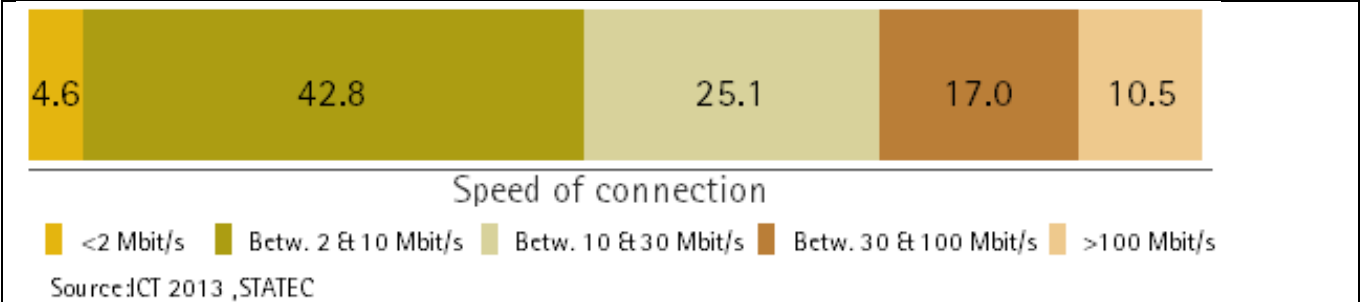 4.6 42.8 25.1 17.0 10.5
Speed of connection
<2 Mbit/s Betw. 2 & 10 Mbit/s Betw. 10 & 30 Mbit/s Betw. 30 & 100 Mbit/s >100 Mbit/s
Source:ICT 2013 ,STATEC